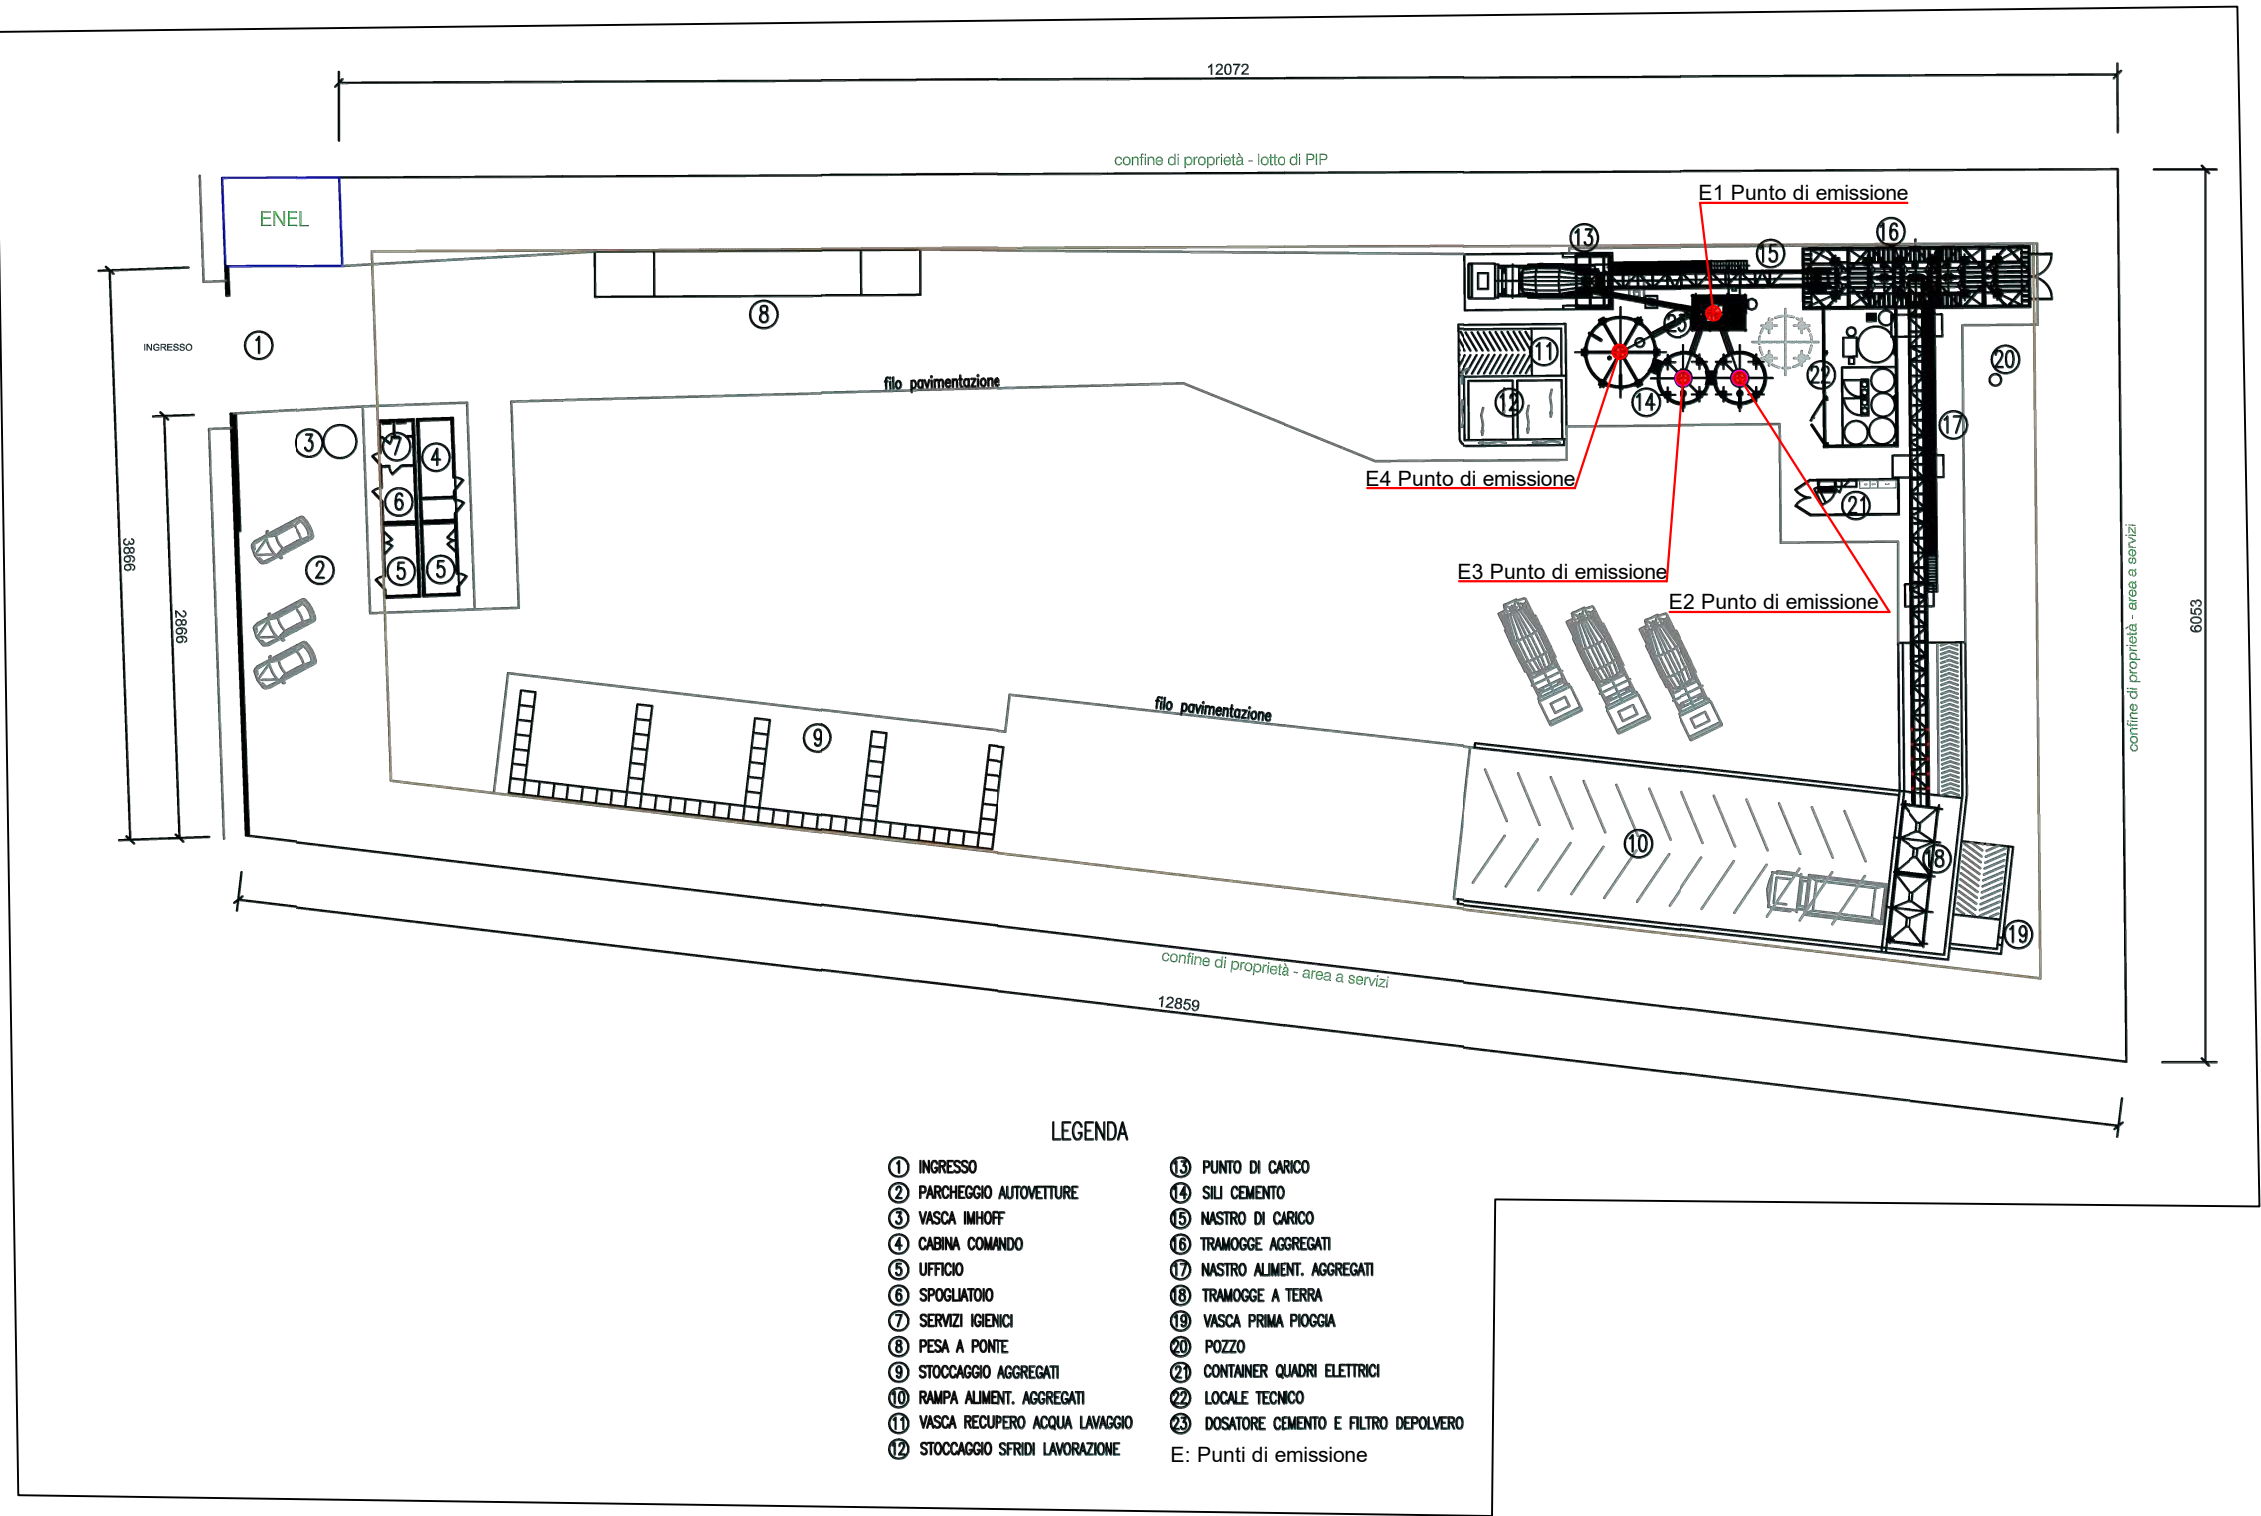 12072
confine di proprietà - lotto di PIP
ENEL
E1 Punto di emissione
13
15
16
8
INGRESSO
1
23
11
20
22
filo pavimentazione
12
14
17
3
7
4
6
E4 Punto di emissione
21
5
5
2
3866
2866
E3 Punto di emissione
E2 Punto di emissione
confine di proprietà - area a servizi
6053
9
filo pavimentazione
10
18
19
confine di proprietà - area a servizi
12859
LEGENDA
1 INGRESSO
2 PARCHEGGIO AUTOVETTURE
3 VASCA IMHOFF
4 CABINA COMANDO
5 UFFICIO
6 SPOGLIATOIO
7 SERVIZI IGIENICI
8 PESA A PONTE
9 STOCCAGGIO AGGREGATI
10 RAMPA ALIMENT. AGGREGATI
11 VASCA RECUPERO ACQUA LAVAGGIO
12 STOCCAGGIO SFRIDI LAVORAZIONE
13 PUNTO DI CARICO
14 SILI CEMENTO
15 NASTRO DI CARICO
16 TRAMOGGE AGGREGATI
17 NASTRO ALIMENT. AGGREGATI
18 TRAMOGGE A TERRA
19 VASCA PRIMA PIOGGIA
20 POZZO
21 CONTAINER QUADRI ELETTRICI
22 LOCALE TECNICO
23 DOSATORE CEMENTO E FILTRO DEPOLVERO
E: Punti di emissione